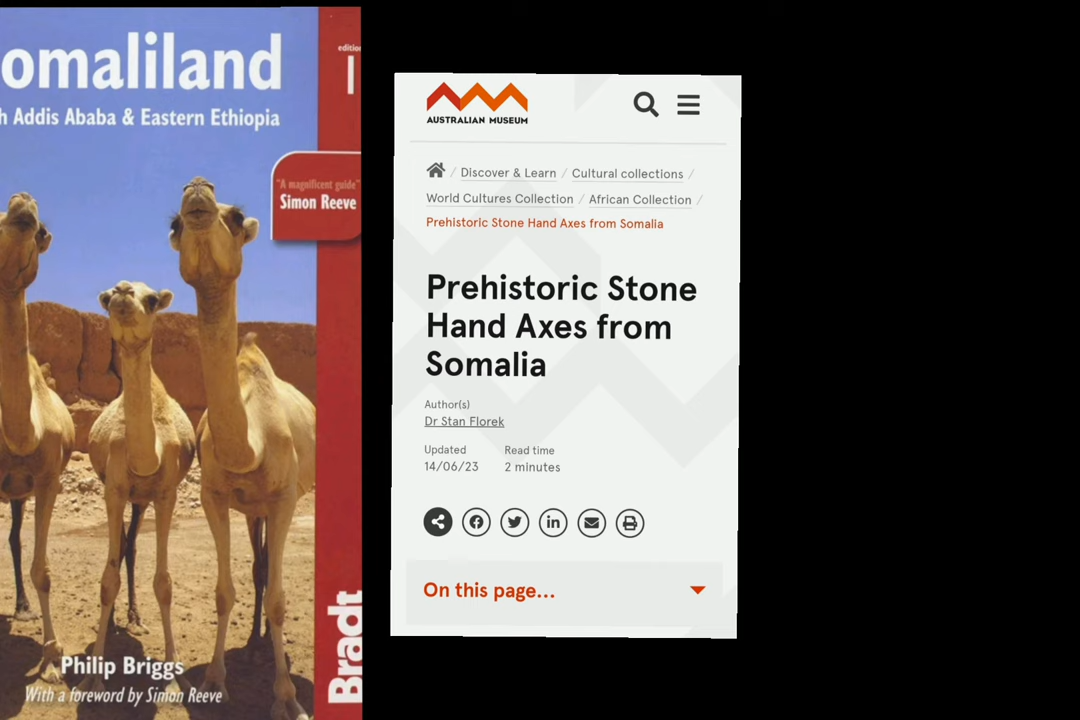 omaliland
h Addis Ababa & Eastern Ethiopia
edition
1
"A magnificent guide"
Simon Reeve
Philip Briggs
With a foreword by Simon Reeve
Bradt
AUSTRALIAN MUSEUM
/ Discover & Learn / Cultural collections /
World Cultures Collection / African Collection /
Prehistoric Stone Hand Axes from Somalia
Prehistoric Stone
Hand Axes from
Somalia
Author(s)
Dr Stan Florek
Updated Read time
14/06/23 2 minutes
On this page...